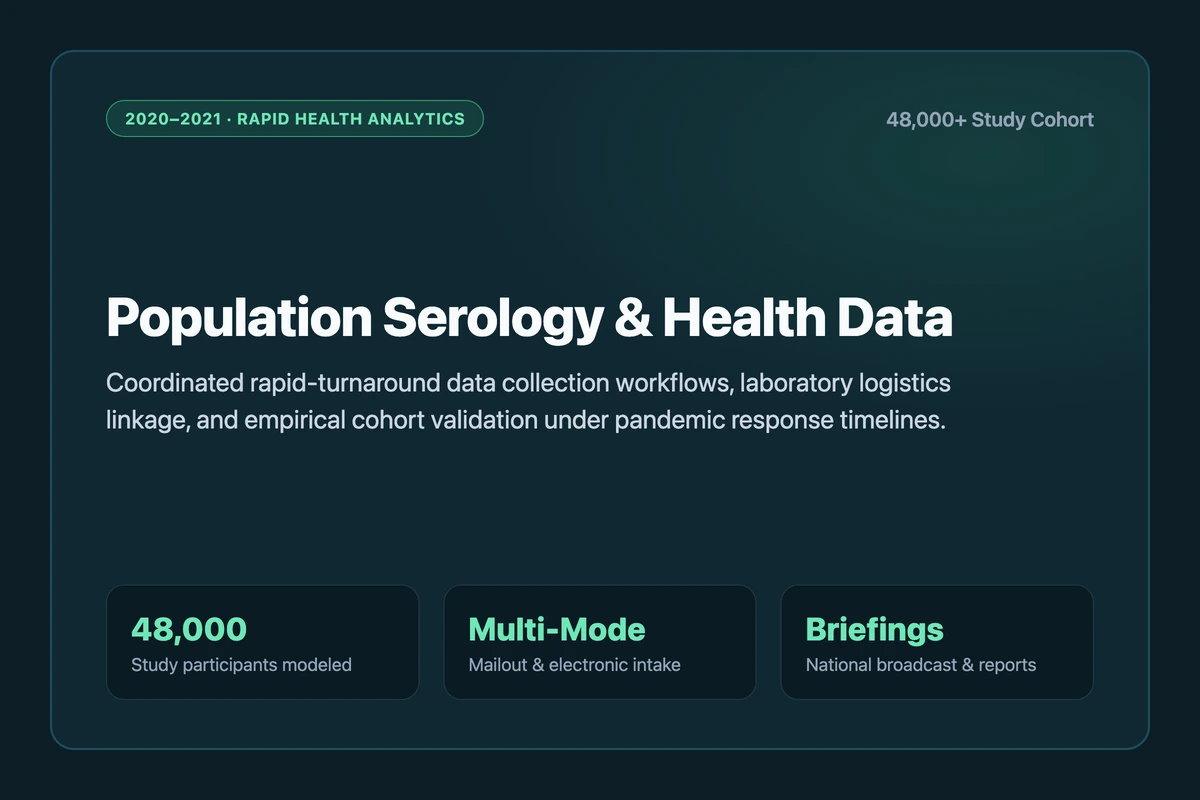 2020–2021 · RAPID HEALTH ANALYTICS
48,000+ Study Cohort
Population Serology & Health Data
Coordinated rapid-turnaround data collection workflows, laboratory logistics
linkage, and empirical cohort validation under pandemic response timelines.
48,000
Study participants modeled
Multi-Mode
Mailout & electronic intake
Briefings
National broadcast & reports